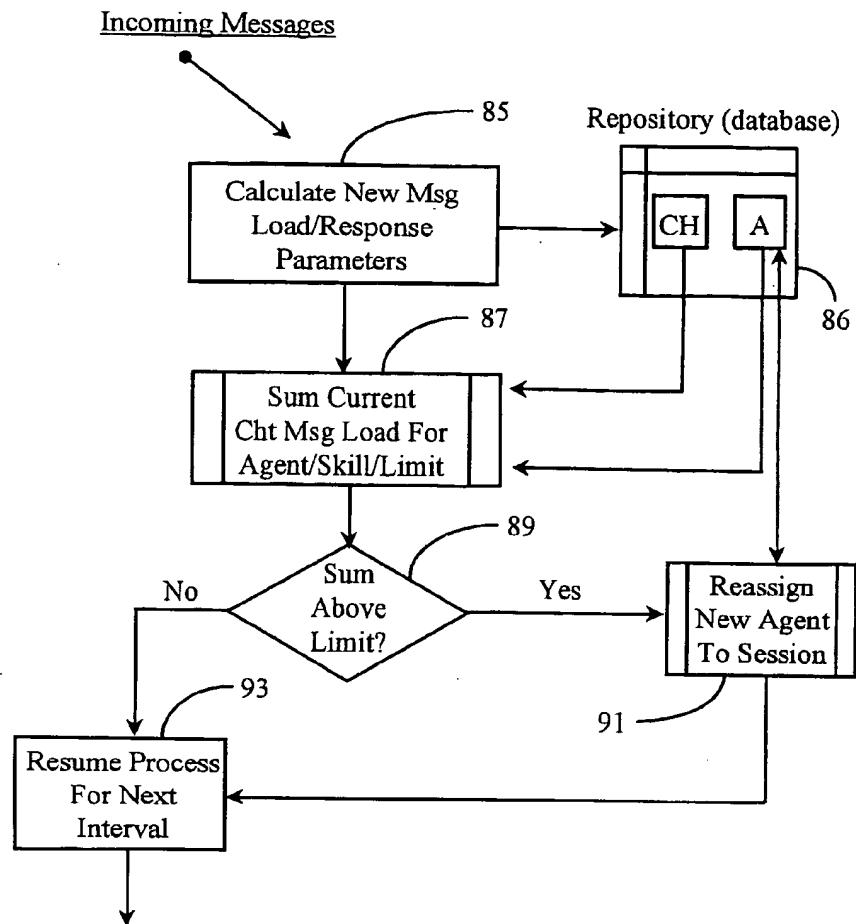 Incoming Messages
85
Repository (database)
Calculate New Msg
Load/Response
Parameters
CH
A
86
87
Sum Current
Cht Msg Load For
Agent/Skill/Limit
89
Sum
Above
Limit?
No
Yes
Reassign
New Agent
To Session
91
93
Resume Process
For Next
Interval